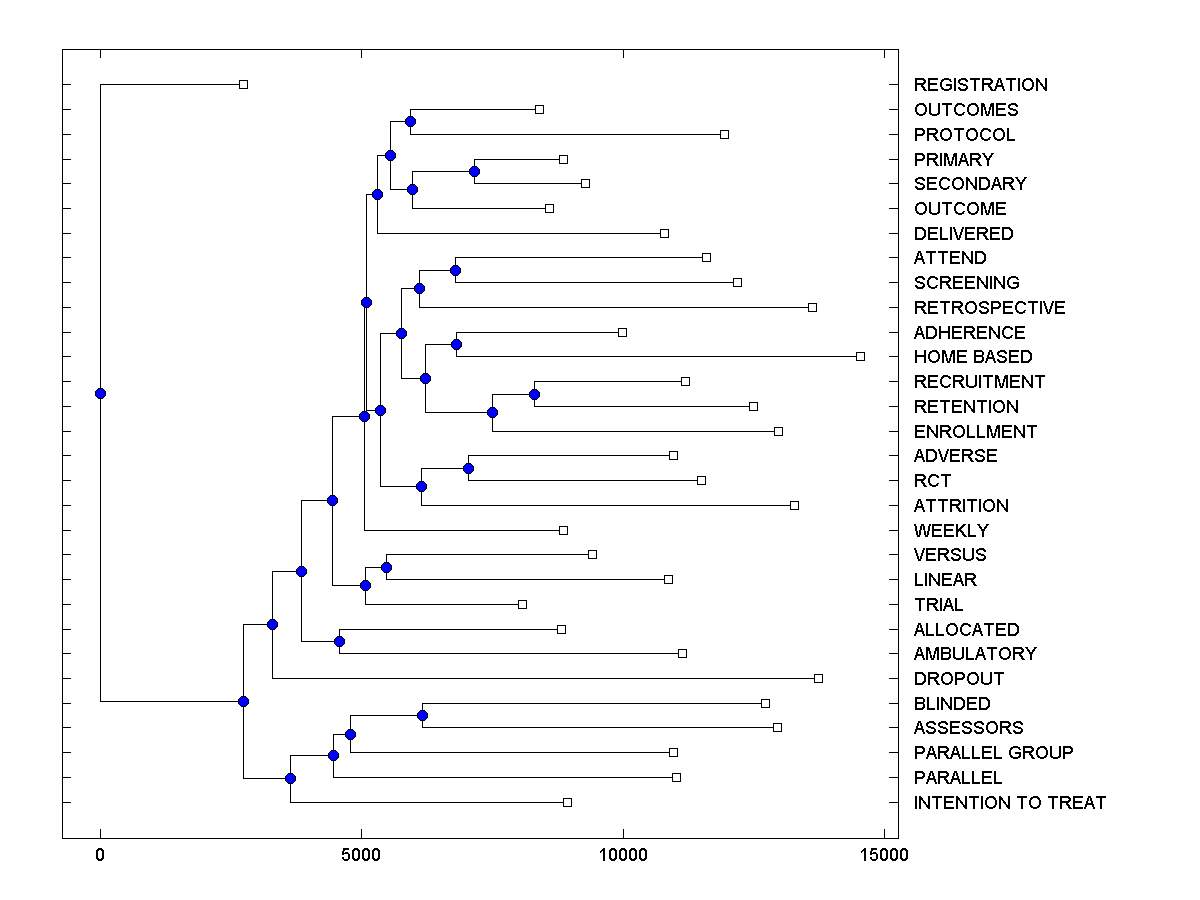 REGISTRATION
OUTCOMES
PROTOCOL
PRIMARY
SECONDARY
OUTCOME
DELIVERED
ATTEND
SCREENING
RETROSPECTIVE
ADHERENCE
HOME BASED
RECRUITMENT
RETENTION
ENROLLMENT
ADVERSE
RCT
ATTRITION
WEEKLY
VERSUS
LINEAR
TRIAL
ALLOCATED
AMBULATORY
DROPOUT
BLINDED
ASSESSORS
PARALLEL GROUP
PARALLEL
INTENTION TO TREAT
0 5000 10000 15000